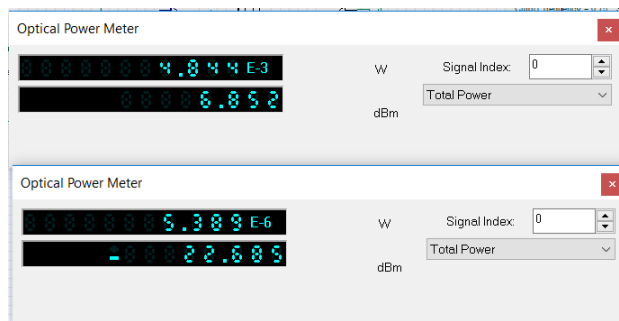 Optical Power Meter
4.844 E-3 W Signal Index: 0
6.852 dBm Total Power
Optical Power Meter
5.389 E-6 W Signal Index: 0
-22.685 dBm Total Power